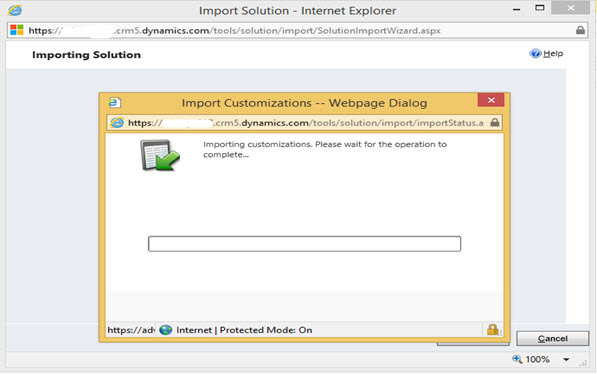 Import Solution - Internet Explorer
https:// .crm5.dynamics.com/tools/solution/import/SolutionImportWizard.aspx
Importing Solution
Help
Import Customizations -- Webpage Dialog
https:// .crm5.dynamics.com/tools/solution/import/importStatus.a
Importing customizations. Please wait for the operation to
complete...
https://adv Internet | Protected Mode: On
Cancel
100%